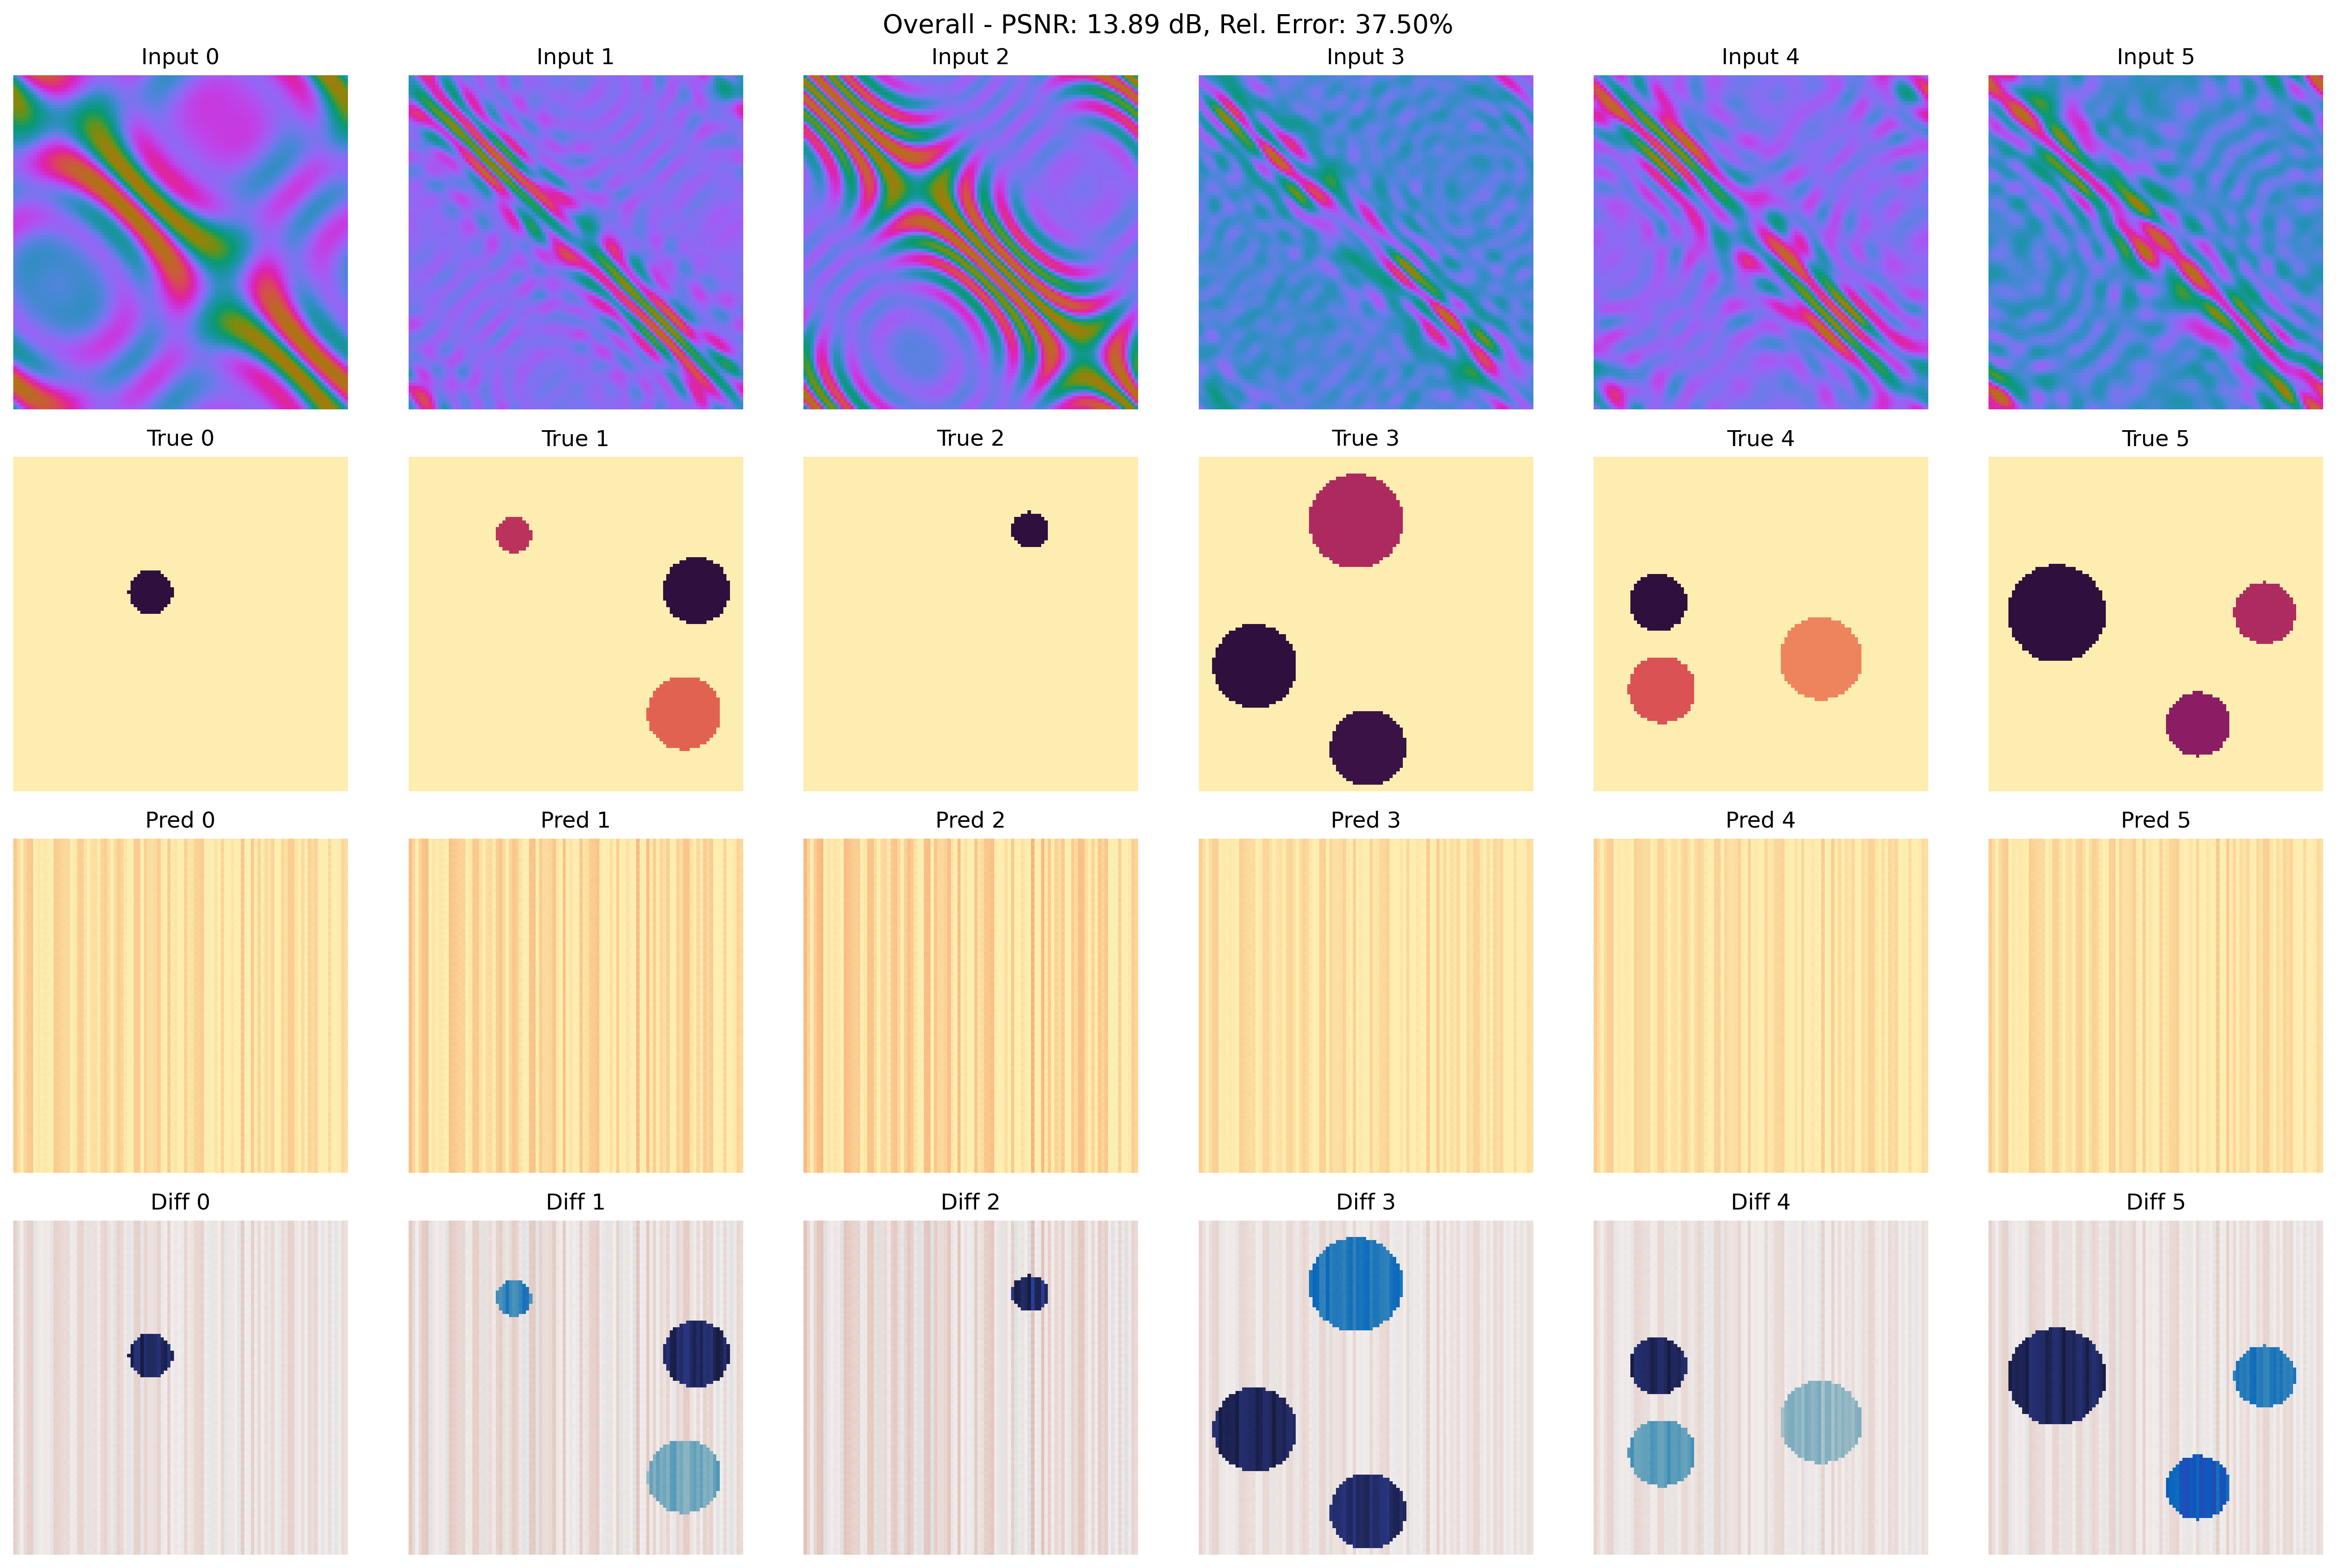 Overall - PSNR: 13.89 dB, Rel. Error: 37.50%
Input 0 Input 1 Input 2 Input 3 Input 4 Input 5
True 0 True 1 True 2 True 3 True 4 True 5
Pred 0 Pred 1 Pred 2 Pred 3 Pred 4 Pred 5
Diff 0 Diff 1 Diff 2 Diff 3 Diff 4 Diff 5